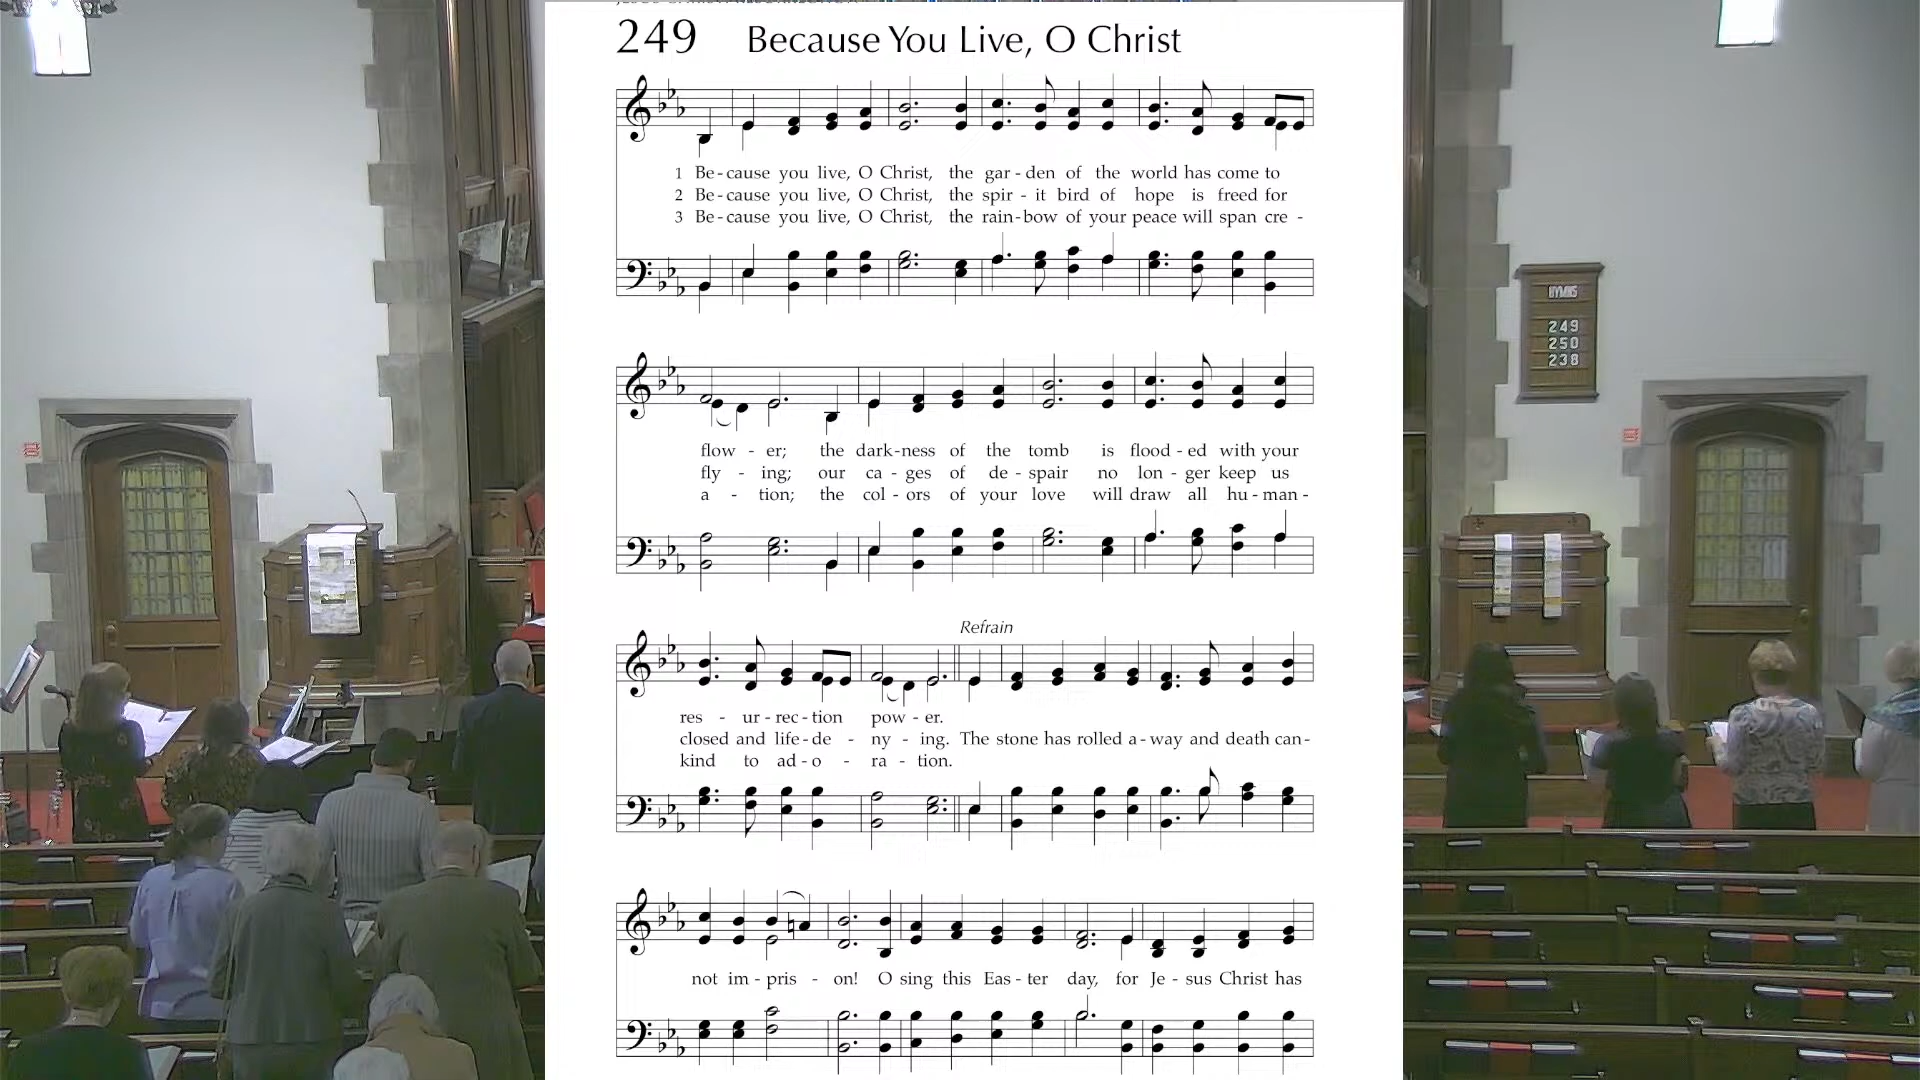 249 Because You Live, O Christ
1 Be - cause you live, O Christ, the gar - den of the world has come to
2 Be - cause you live, O Christ, the spir - it bird of hope is freed for
3 Be - cause you live, O Christ, the rain - bow of your peace will span cre -
flow - er; the dark - ness of the tomb is flood - ed with your
fly - ing; our ca - ges of de - spair no lon - ger keep us
a - tion; the col - ors of your love will draw all hu - man -
Refrain
res - ur - rec - tion pow - er.
closed and life - de - ny - ing. The stone has rolled a - way and death can -
kind to ad - o - ra - tion.
not im - pris - on! O sing this Eas - ter day, for Je - sus Christ has
HYMNS
249
250
238